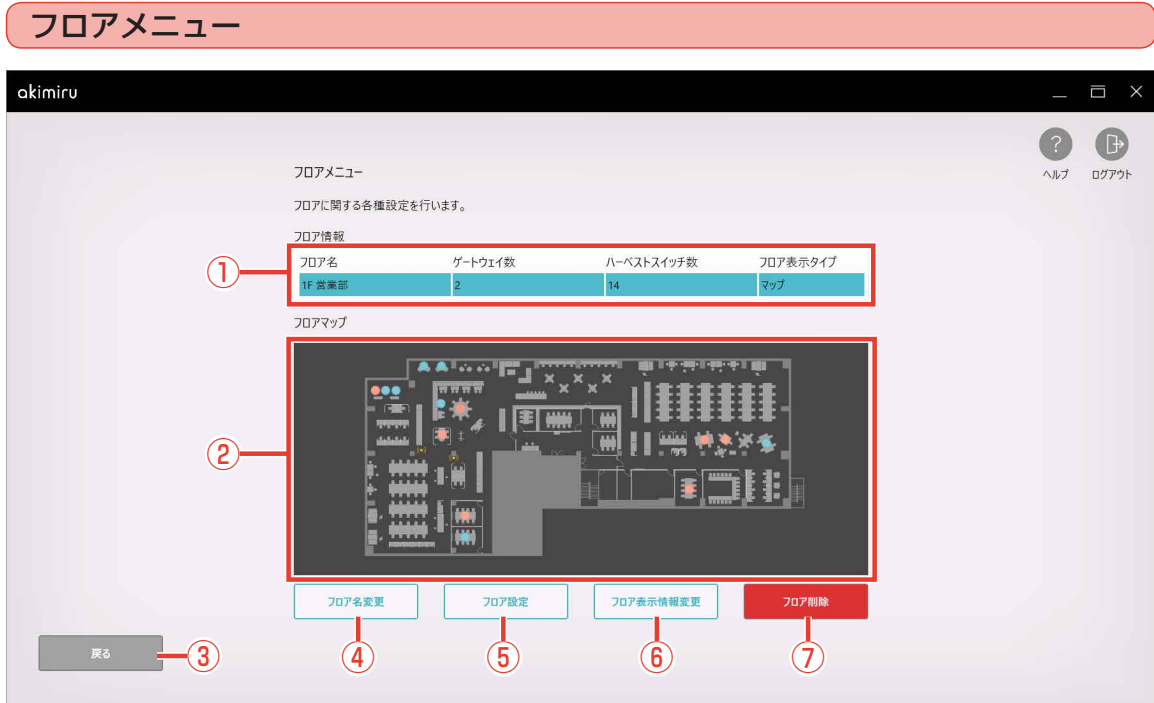 フロアメニュー
akimiru
ヘルプ ログアウト
フロアメニュー
フロアに関する各種設定を行います。
フロア情報
① フロア名 ゲートウェイ数 ハーベストスイッチ数 フロア表示タイプ
1F 営業部 2 14 マップ
フロアマップ
②
フロア名変更 フロア設定 フロア表示情報変更 フロア削除
戻る ③ ④ ⑤ ⑥ ⑦